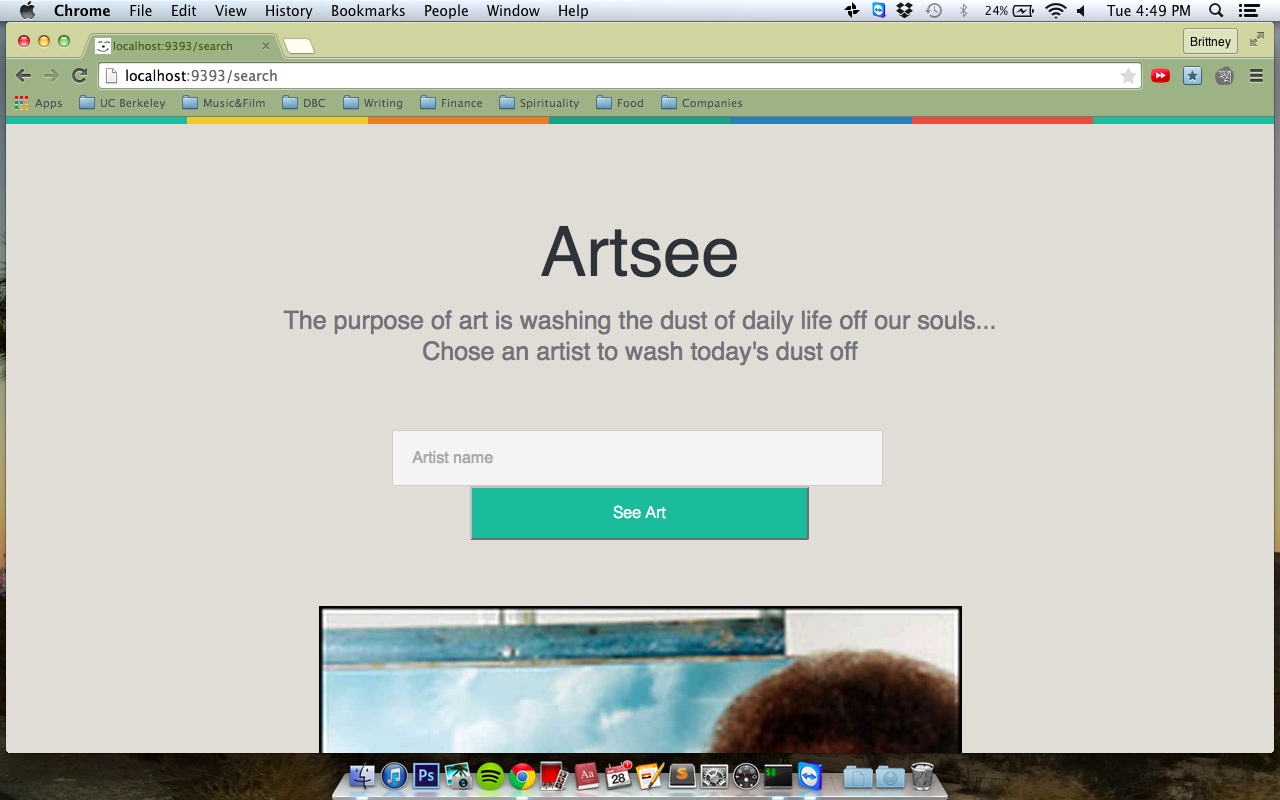 Chrome File Edit View History Bookmarks People Window Help 24% Tue 4:49 PM
localhost:9393/search Brittney
localhost:9393/search
Apps UC Berkeley Music&Film DBC Writing Finance Spirituality Food Companies
Artsee
The purpose of art is washing the dust of daily life off our souls...
Chose an artist to wash today's dust off
Artist name
See Art
Ps Aa 28 1 S $